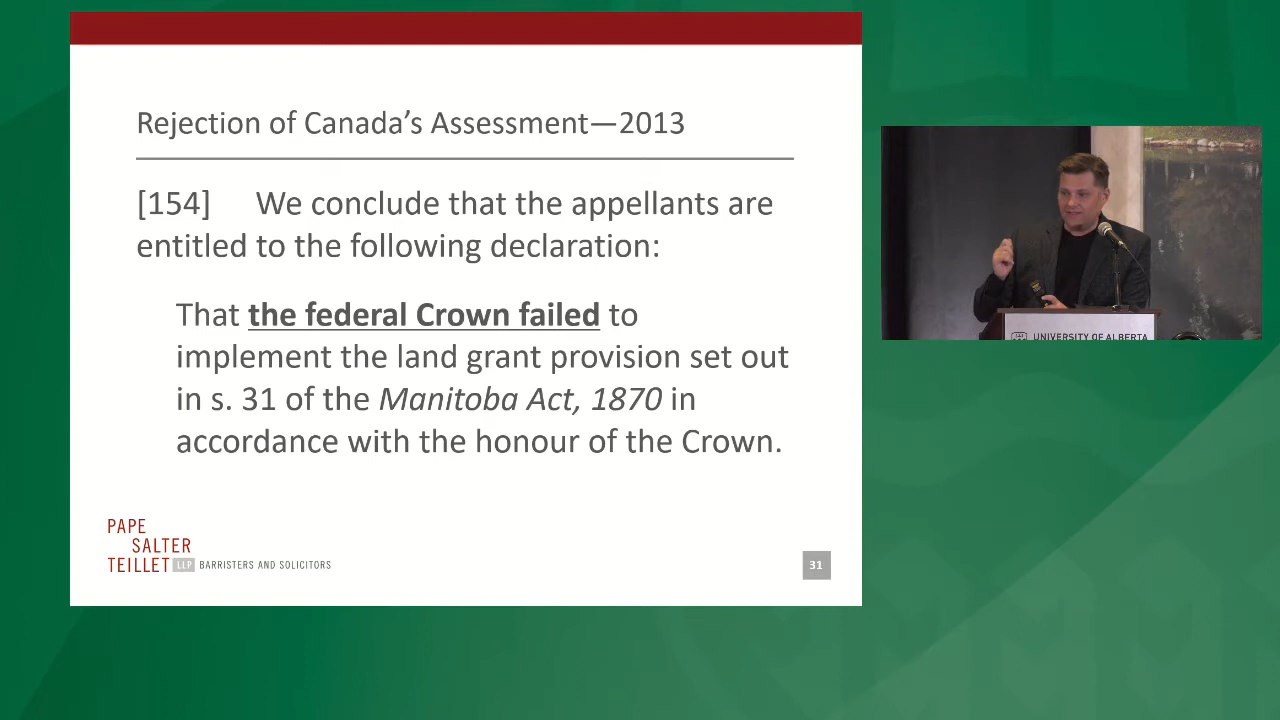 Rejection of Canada’s Assessment—2013
[154] We conclude that the appellants are
entitled to the following declaration:
That the federal Crown failed to
implement the land grant provision set out
in s. 31 of the Manitoba Act, 1870 in
accordance with the honour of the Crown.
PAPE
SALTER
TEILLET LLP BARRISTERS AND SOLICITORS
31
UNIVERSITY OF ALBERTA